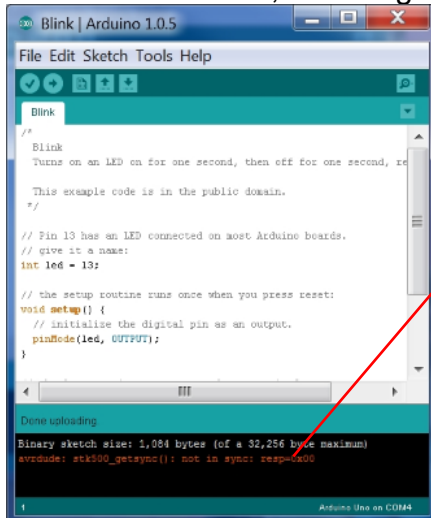 Blink | Arduino 1.0.5
File Edit Sketch Tools Help
Blink
/*
Blink
Turns on an LED on for one second, then off for one second, re
This example code is in the public domain.
*/
// Pin 13 has an LED connected on most Arduino boards.
// give it a name:
int led = 13;
// the setup routine runs once when you press reset:
void setup() {
// initialize the digital pin as an output.
pinMode(led, OUTPUT);
}
Done uploading.
Binary sketch size: 1,084 bytes (of a 32,256 byte maximum)
avrdude: stk500_getsync(): not in sync: resp=0x00
1
Arduino Uno on COM4